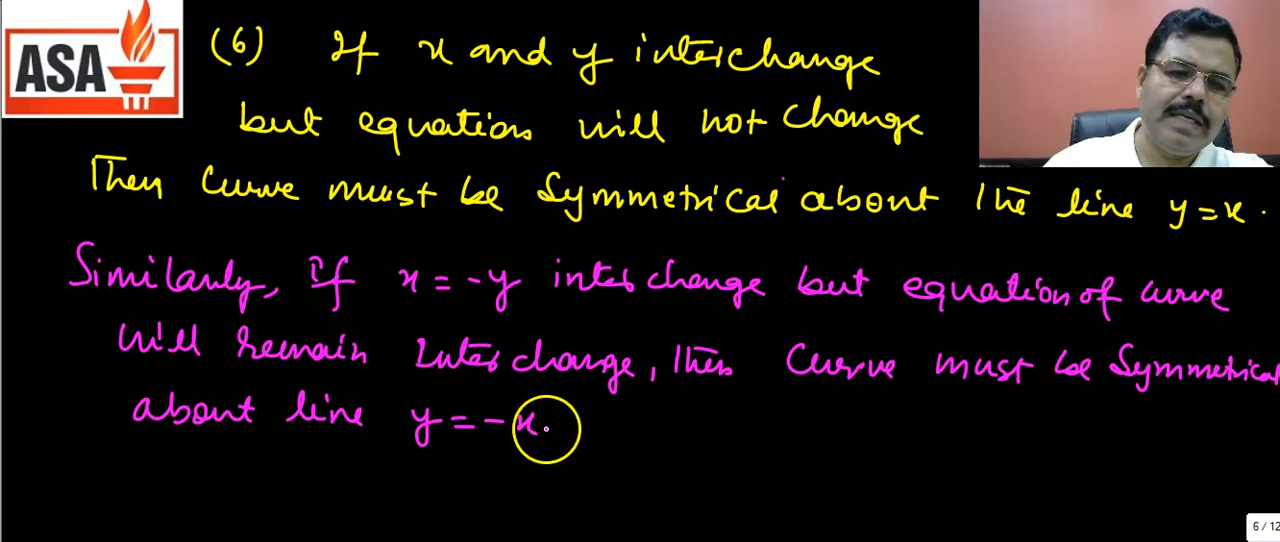 ASA
(6) If x and y interchange
but equation will not change
Then curve must be symmetrical about the line y=x.
Similarly, If x=-y interchange but equation of curve
will remain Interchange, then curve must be symmetrical
about line y=-x.
6 / 12